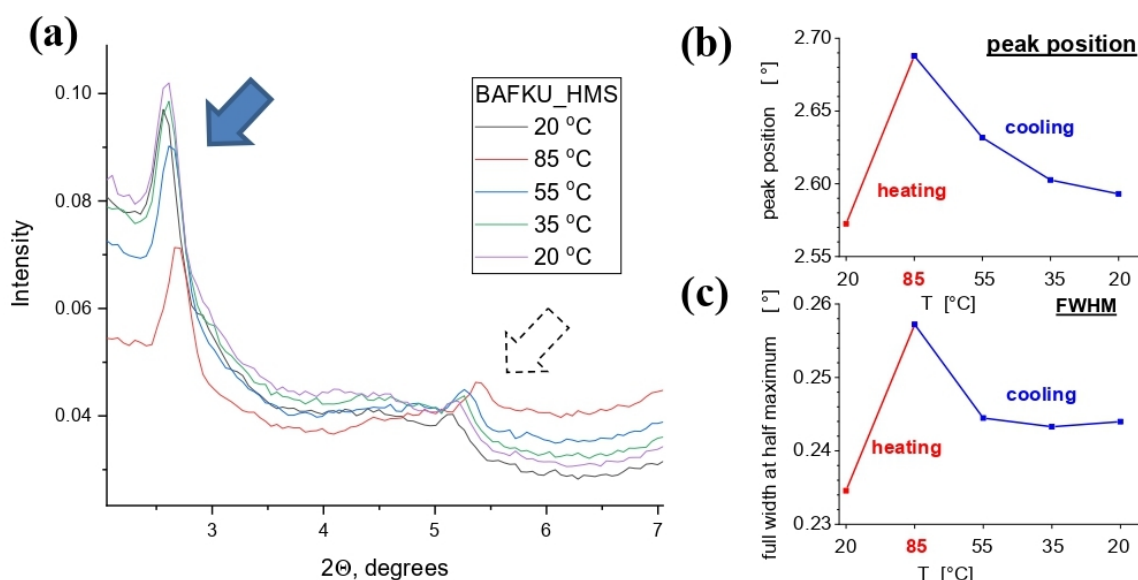 (a)
0.10
0.08
0.06
0.04
Intensity
3
4
5
6
7
2Θ, degrees
BAFKU_HMS
20 °C
85 °C
55 °C
35 °C
20 °C
(b)
peak position
2.70
2.65
2.60
2.55
peak position [ °]
heating
cooling
20
85
55
35
20
T [°C]
(c)
FWHM
0.26
0.25
0.24
0.23
full width at half maximum [ °]
heating
cooling
20
85
55
35
20
T [°C]